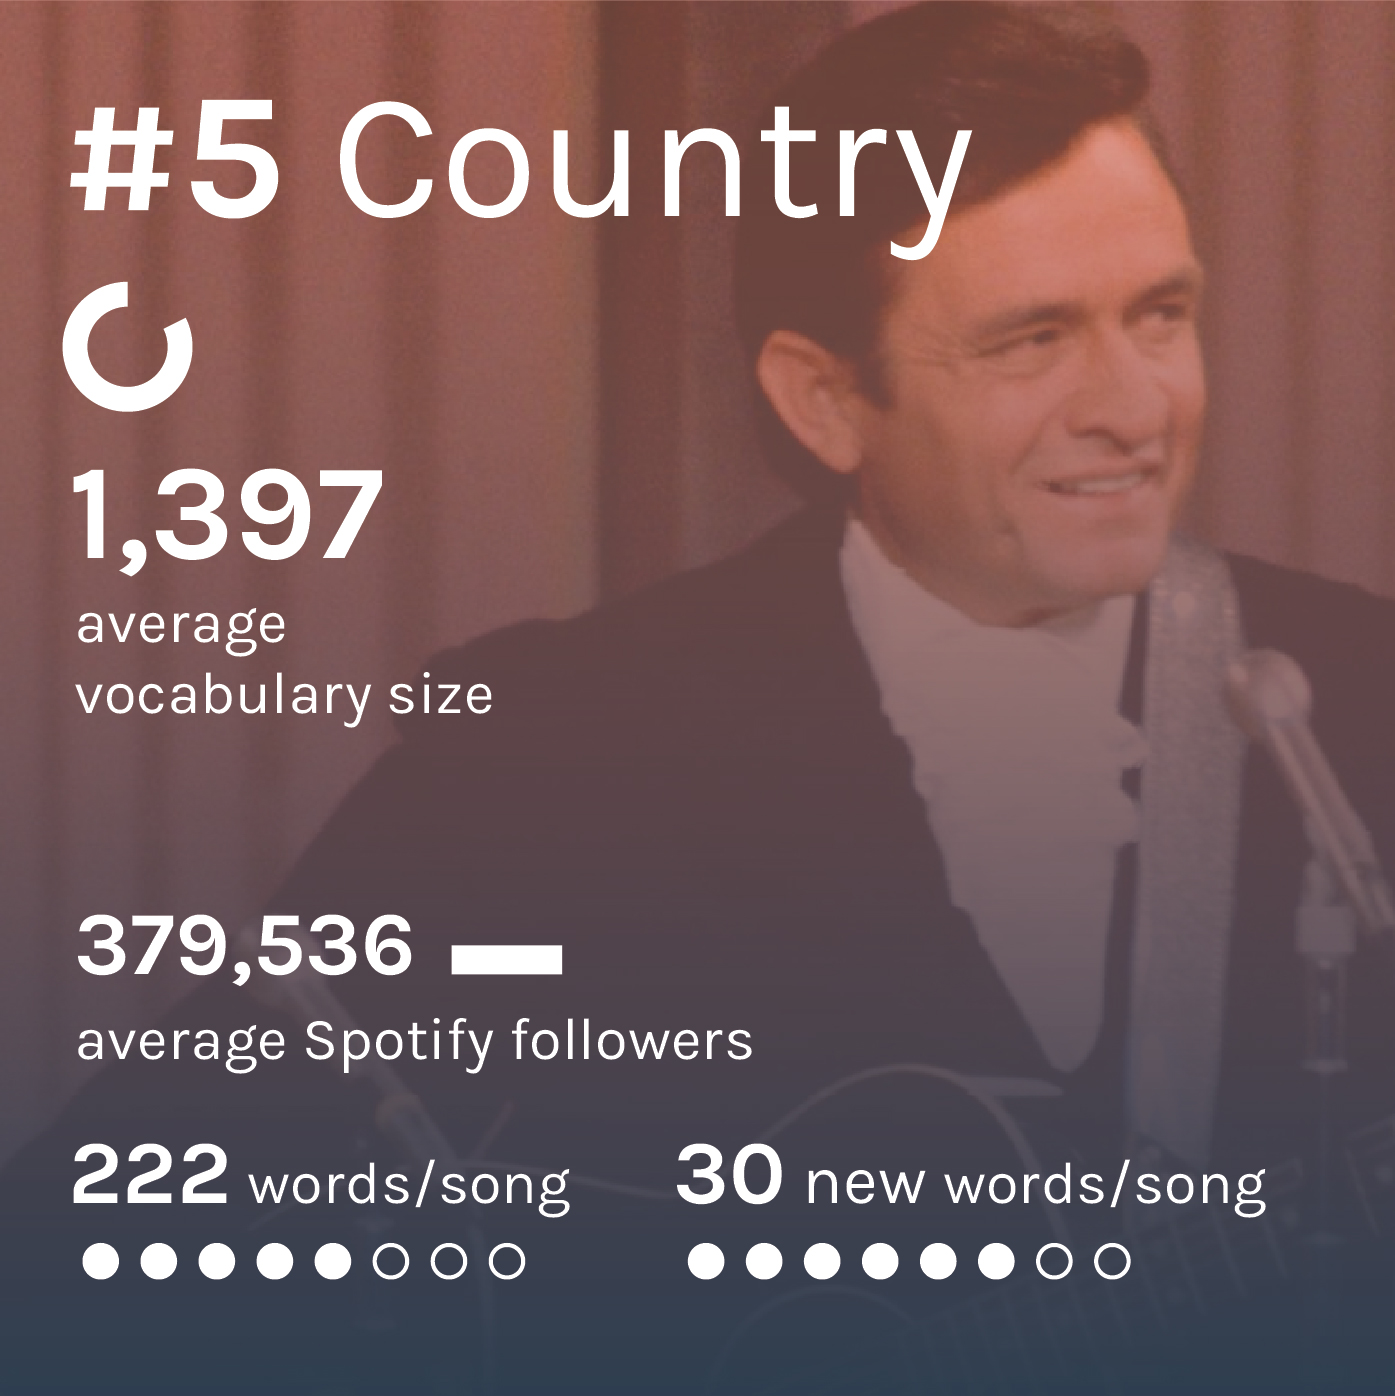 #5 Country
1,397
average
vocabulary size
379,536
average Spotify followers
222 words/song
30 new words/song